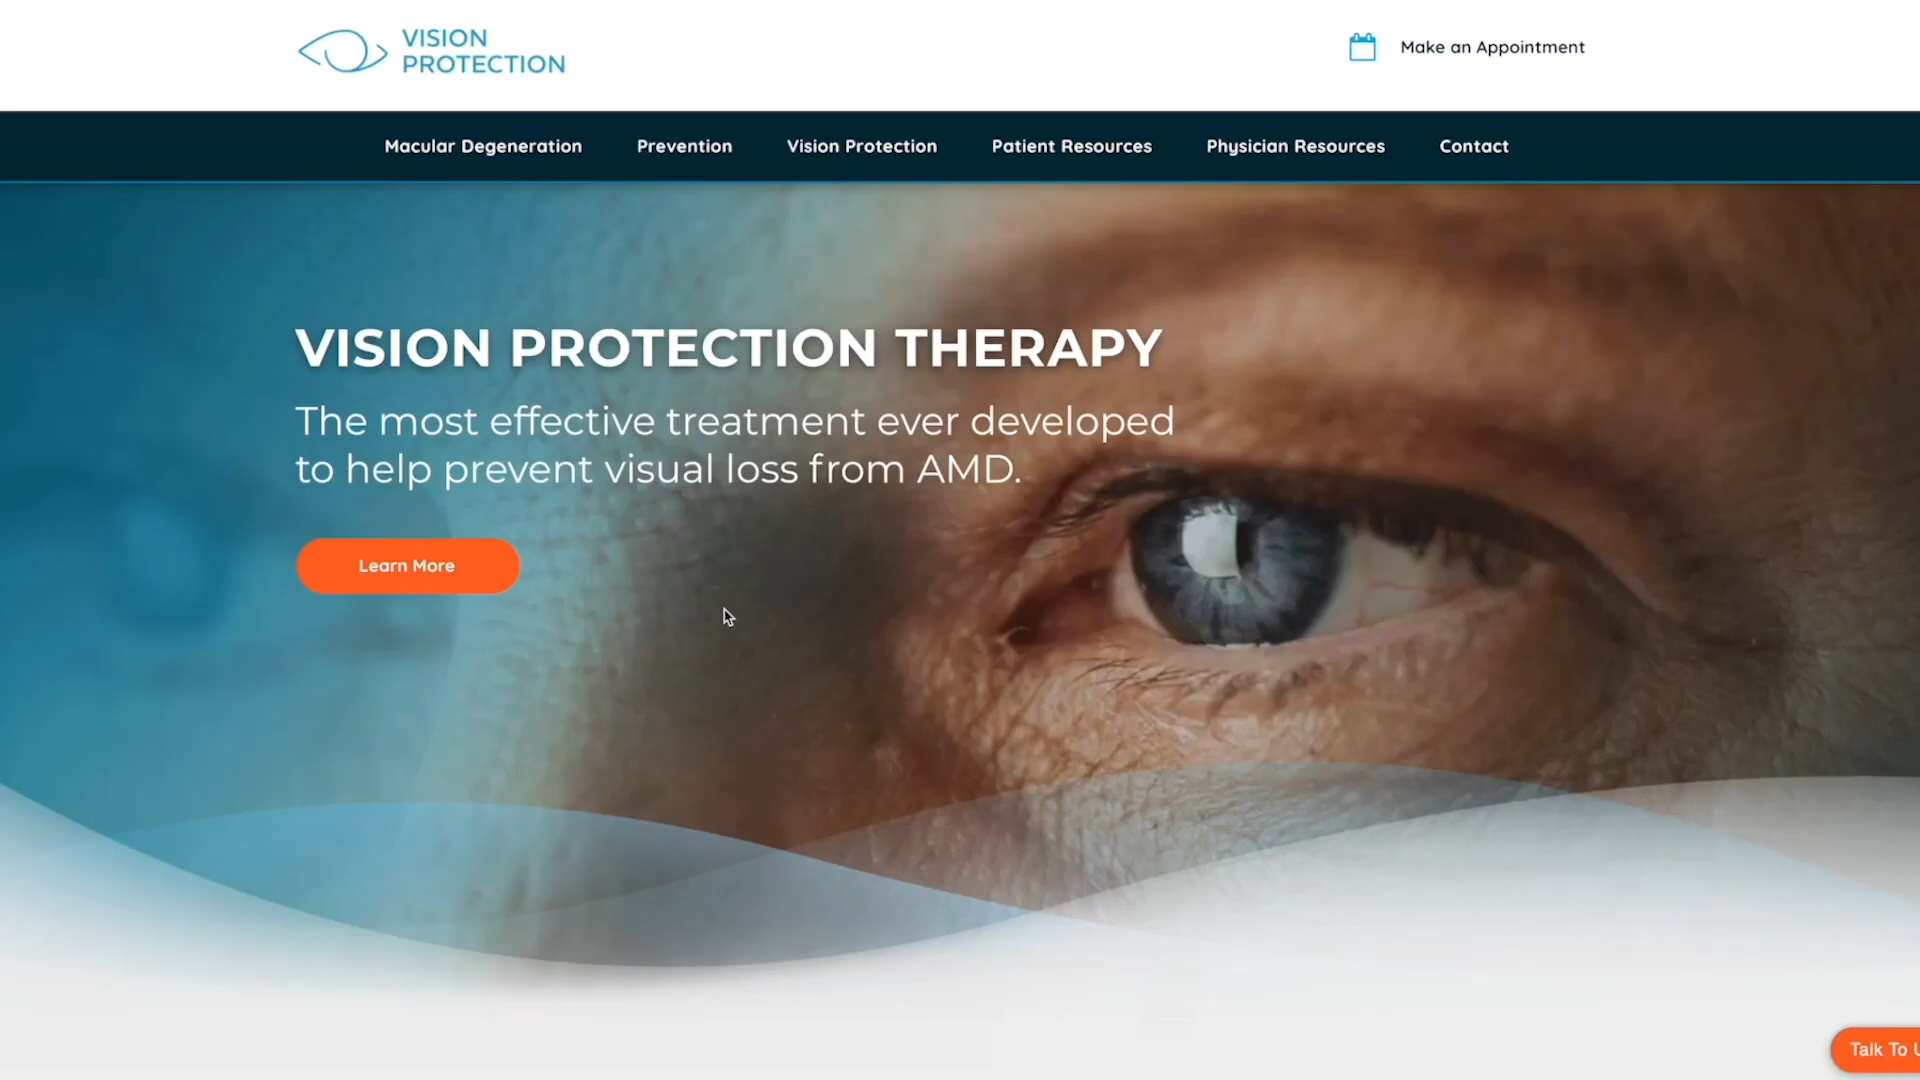 VISION
PROTECTION
Make an Appointment
Macular Degeneration Prevention Vision Protection Patient Resources Physician Resources Contact
VISION PROTECTION THERAPY
The most effective treatment ever developed
to help prevent visual loss from AMD.
Learn More
Talk To